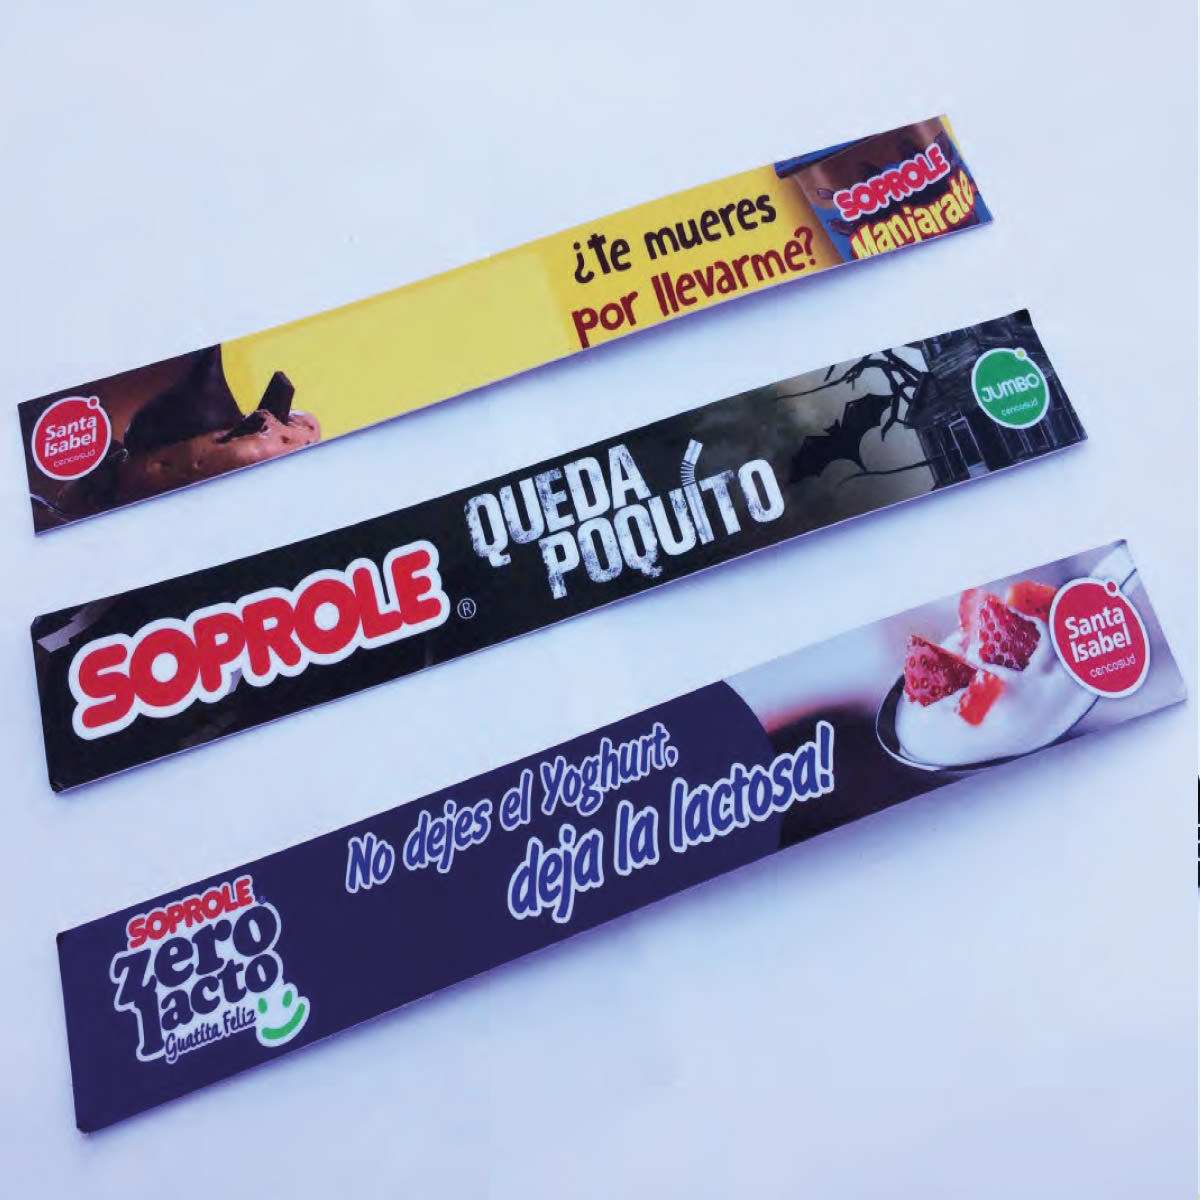 Santa
Isabel
cencosud
¿Te mueres
por llevarme?
SOPROLE
Manjarate
SOPROLE ®
QUEDA
POQUITO
JUMBO
cencosud
SOPROLE
zero
lacto
Guatita Feliz
No dejes el Yoghurt,
deja la lactosa!
Santa
Isabel
cencosud